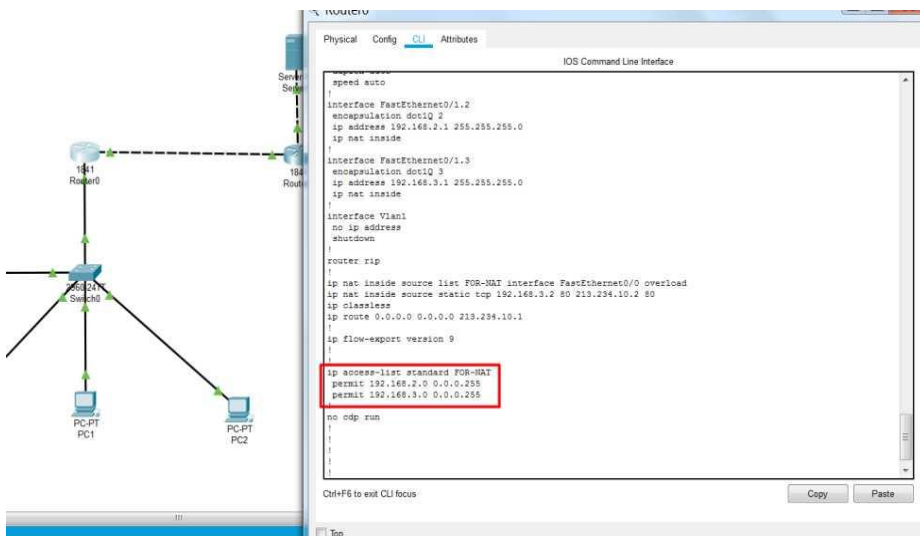 Router0
Physical Config CLI Attributes
IOS Command Line Interface
speed auto
!
interface FastEthernet0/1.2
encapsulation dot1Q 2
ip address 192.168.2.1 255.255.255.0
ip nat inside
!
interface FastEthernet0/1.3
encapsulation dot1Q 3
ip address 192.168.3.1 255.255.255.0
ip nat inside
!
interface Vlan1
no ip address
shutdown
!
router rip
!
ip nat inside source list FOR-NAT interface FastEthernet0/0 overload
ip nat inside source static tcp 192.168.3.2 80 213.234.10.2 80
ip classless
ip route 0.0.0.0 0.0.0.0 213.234.10.1
!
ip flow-export version 9
!
!
ip access-list standard FOR-NAT
permit 192.168.2.0 0.0.0.255
permit 192.168.3.0 0.0.0.255
!
no cdp run
!
!
!
!
!
Ctrl+F6 to exit CLI focus
Copy Paste
Top
Server
Serve
1841
Router0
184
Route
2960-24TT
Switch0
PC-PT
PC1
PC-PT
PC2